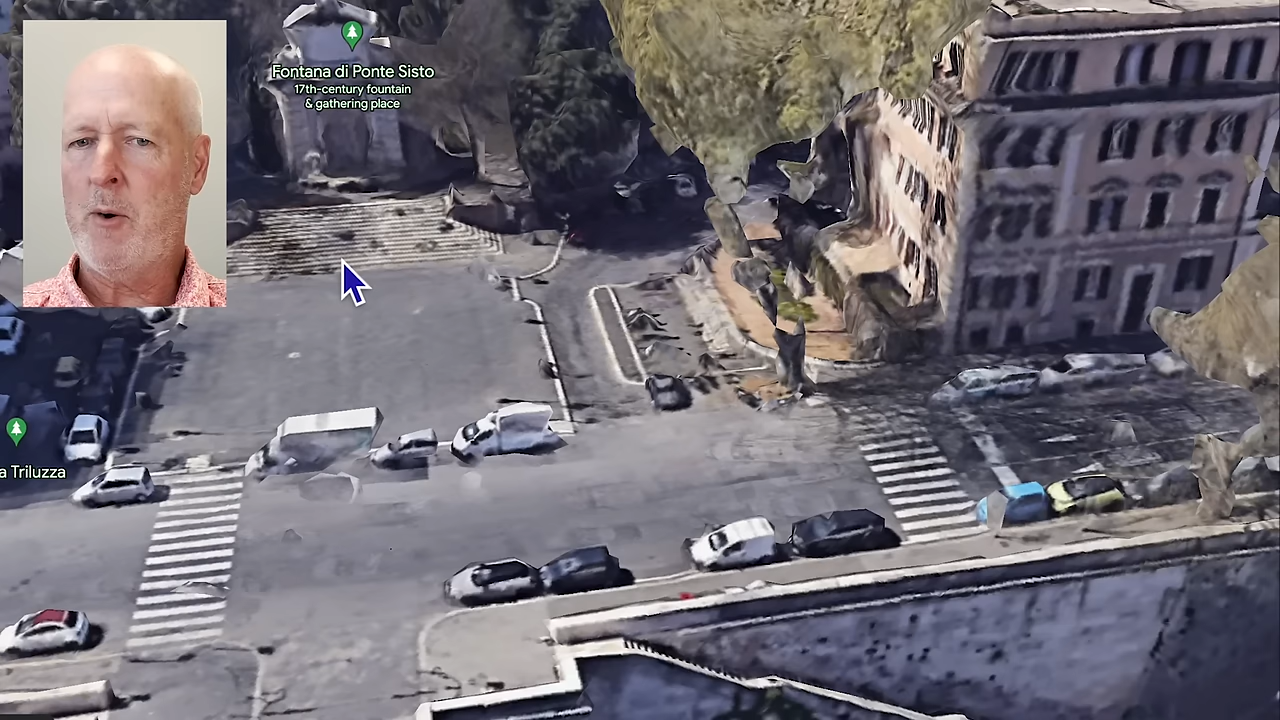 Fontana di Ponte Sisto
17th-century fountain
& gathering place
a Triluzza